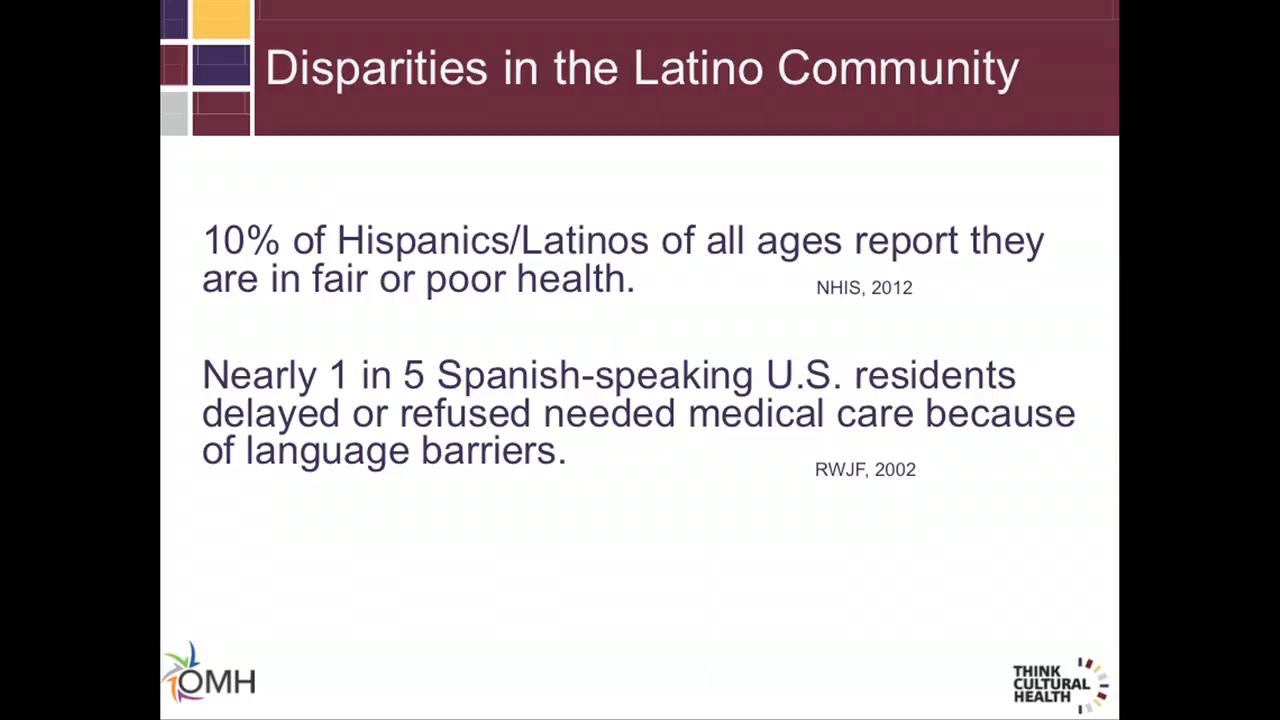 Disparities in the Latino Community
10% of Hispanics/Latinos of all ages report they
are in fair or poor health.
NHIS, 2012
Nearly 1 in 5 Spanish-speaking U.S. residents
delayed or refused needed medical care because
of language barriers.
RWJF, 2002
OMH
THINK
CULTURAL
HEALTH